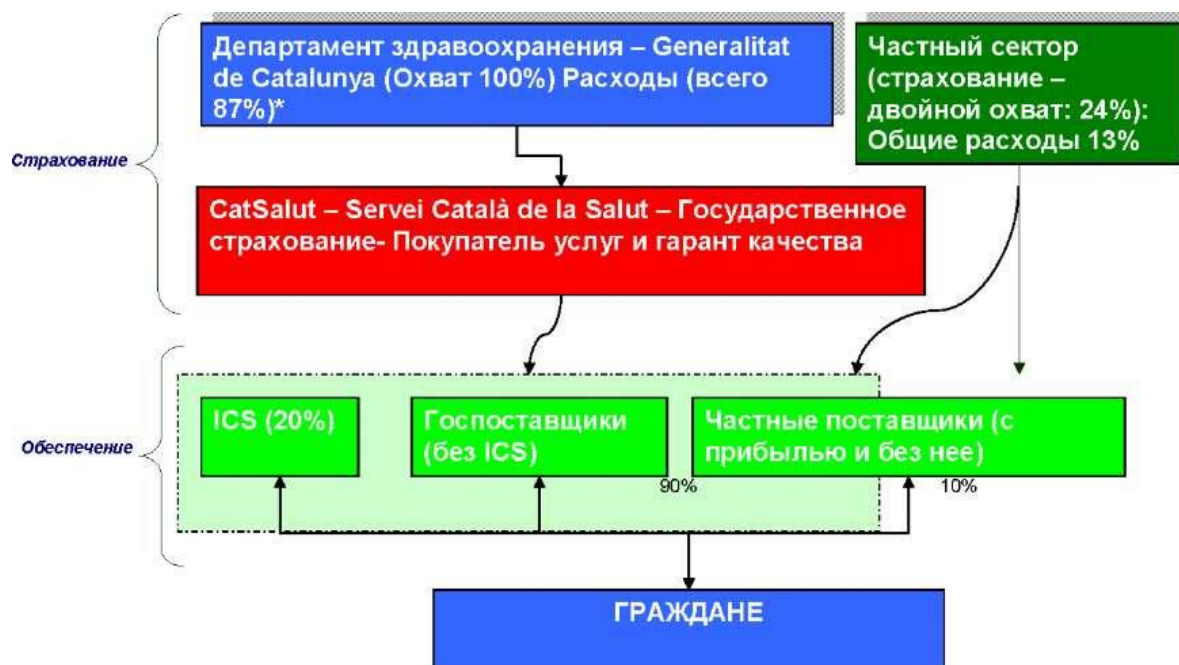 Департамент здравоохранения – Generalitat
de Catalunya (Охват 100%) Расходы (всего
87%)*
Частный сектор
(страхование –
двойной охват: 24%):
Общие расходы 13%
Страхование
CatSalut – Servei Català de la Salut – Государственное
страхование- Покупатель услуг и гарант качества
Обеспечение
ICS (20%)
Госпоставщики
(без ICS)
Частные поставщики (с
прибылью и без нее)
90%
10%
ГРАЖДАНЕ